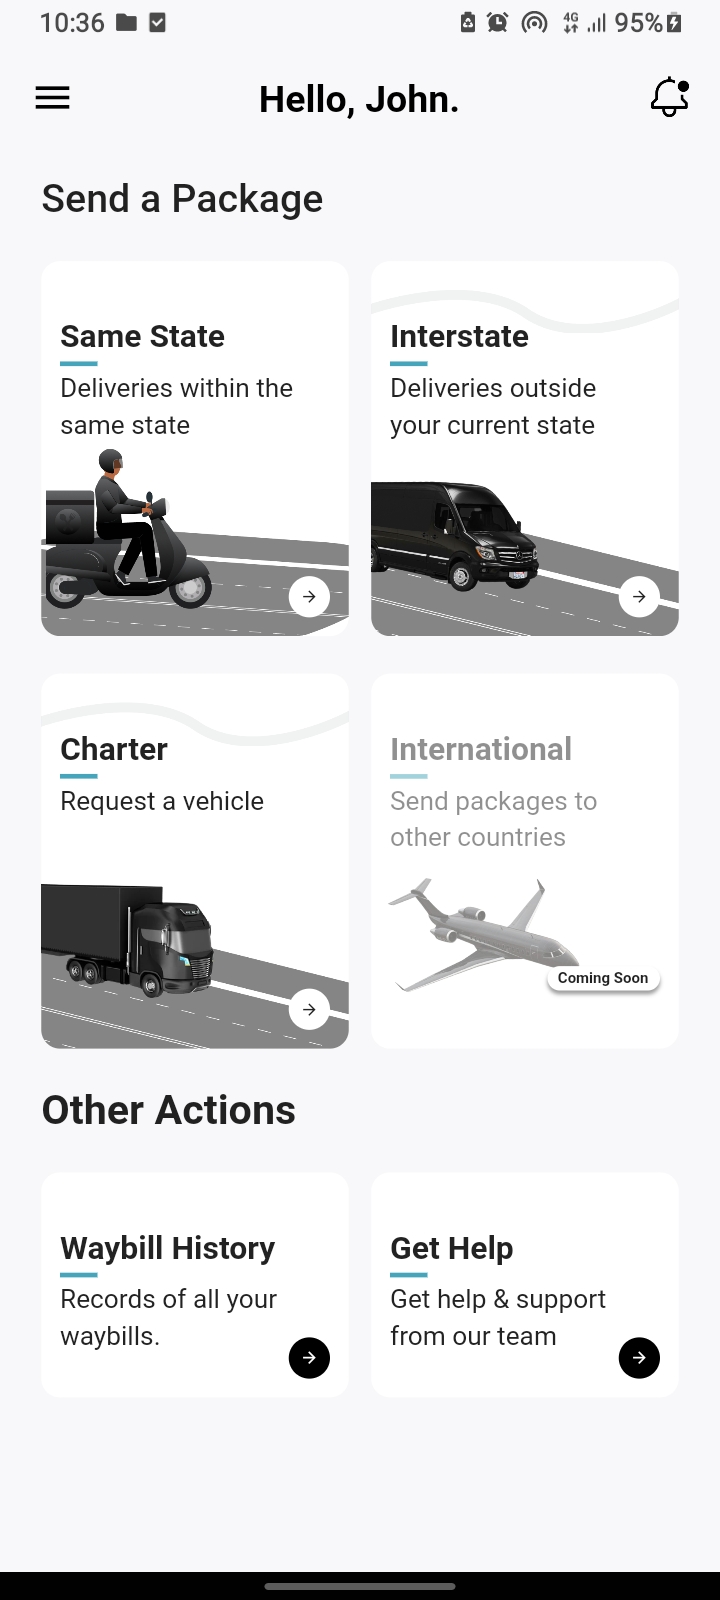 10:36
4G
95%
Hello, John.
Send a Package
Same State
Deliveries within the
same state
Interstate
Deliveries outside
your current state
Charter
Request a vehicle
International
Send packages to
other countries
Coming Soon
Other Actions
Waybill History
Records of all your
waybills.
Get Help
Get help & support
from our team